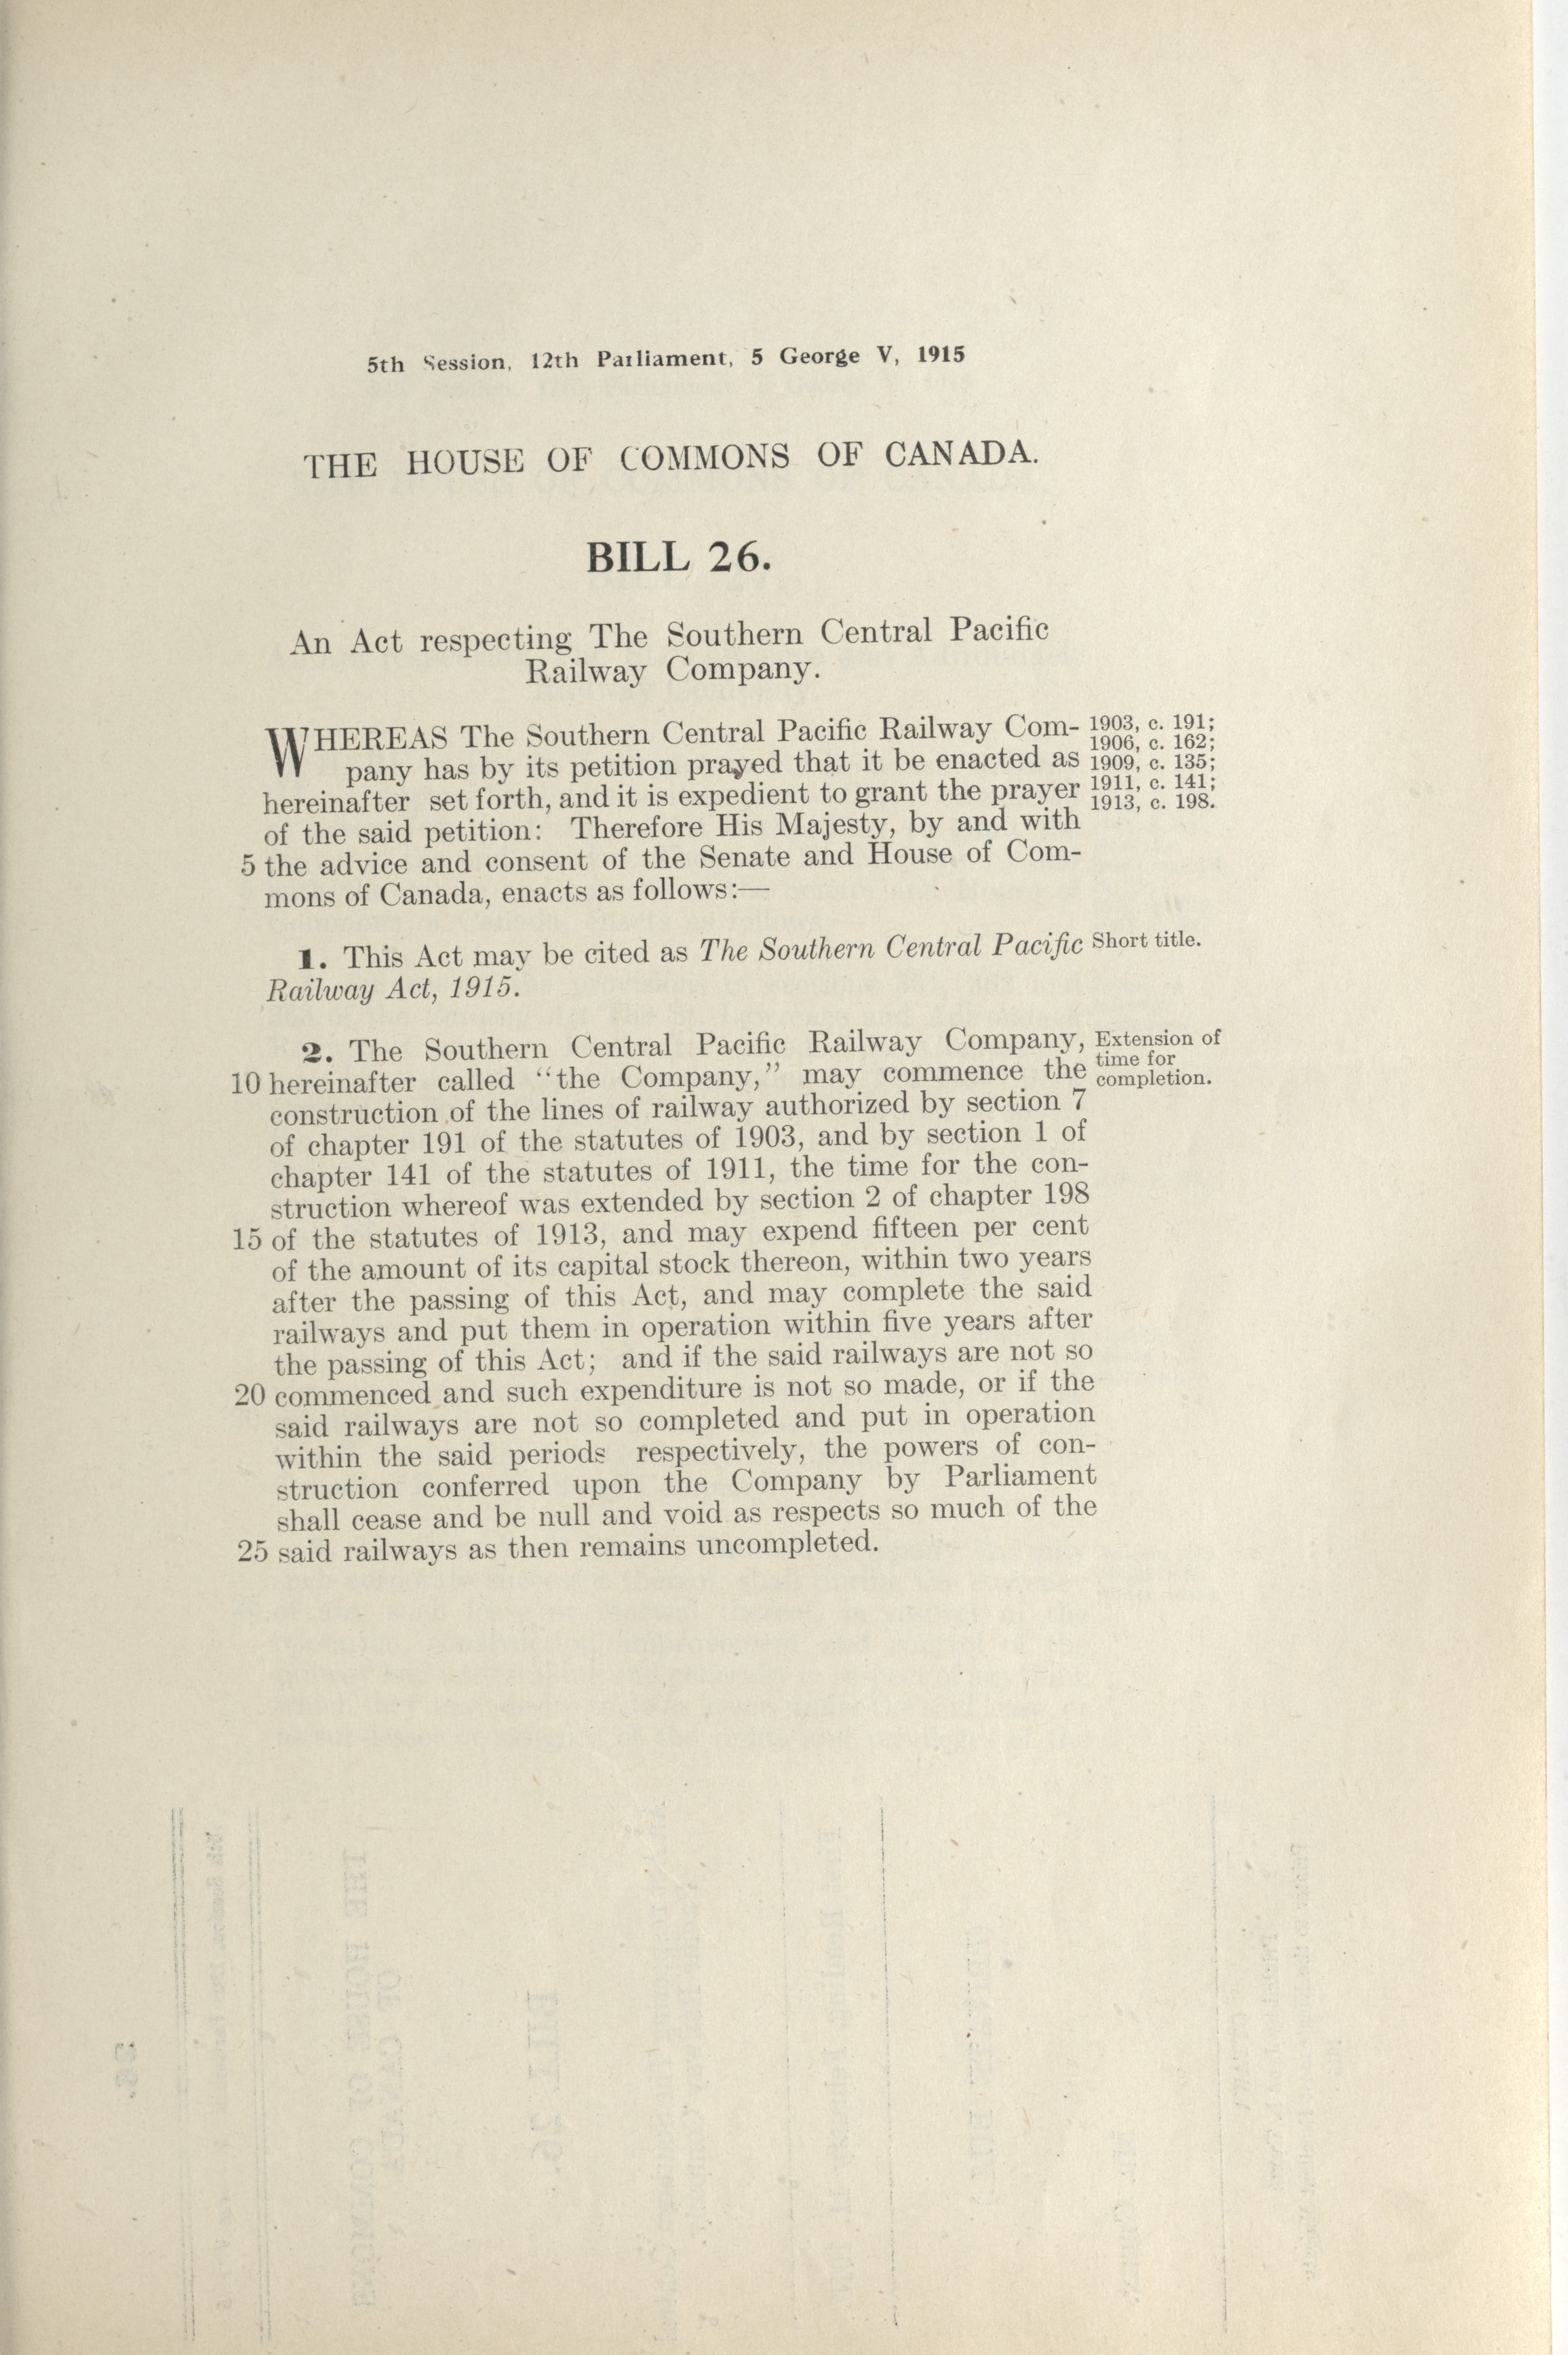 5th Session, 12th Parliament, 5 George V, 1915
THE HOUSE OF COMMONS OF CANADA.
BILL 26.
An Act respecting The Southern Central Pacific
Railway Company.
WHEREAS The Southern Central Pacific Railway Com-
pany has by its petition prayed that it be enacted as
hereinafter set forth, and it is expedient to grant the prayer
of the said petition: Therefore His Majesty, by and with
5 the advice and consent of the Senate and House of Com-
mons of Canada, enacts as follows:—
1903, c. 191;
1906, c. 162;
1909, c. 135;
1911, c. 141;
1913, c. 198.
1. This Act may be cited as The Southern Central Pacific
Railway Act, 1915.
Short title.
2. The Southern Central Pacific Railway Company,
10 hereinafter called "the Company," may commence the
construction of the lines of railway authorized by section 7
of chapter 191 of the statutes of 1903, and by section 1 of
chapter 141 of the statutes of 1911, the time for the con-
struction whereof was extended by section 2 of chapter 198
15 of the statutes of 1913, and may expend fifteen per cent
of the amount of its capital stock thereon, within two years
after the passing of this Act, and may complete the said
railways and put them in operation within five years after
the passing of this Act; and if the said railways are not so
20 commenced and such expenditure is not so made, or if the
said railways are not so completed and put in operation
within the said periods respectively, the powers of con-
struction conferred upon the Company by Parliament
shall cease and be null and void as respects so much of the
25 said railways as then remains uncompleted.
Extension of
time for
completion.